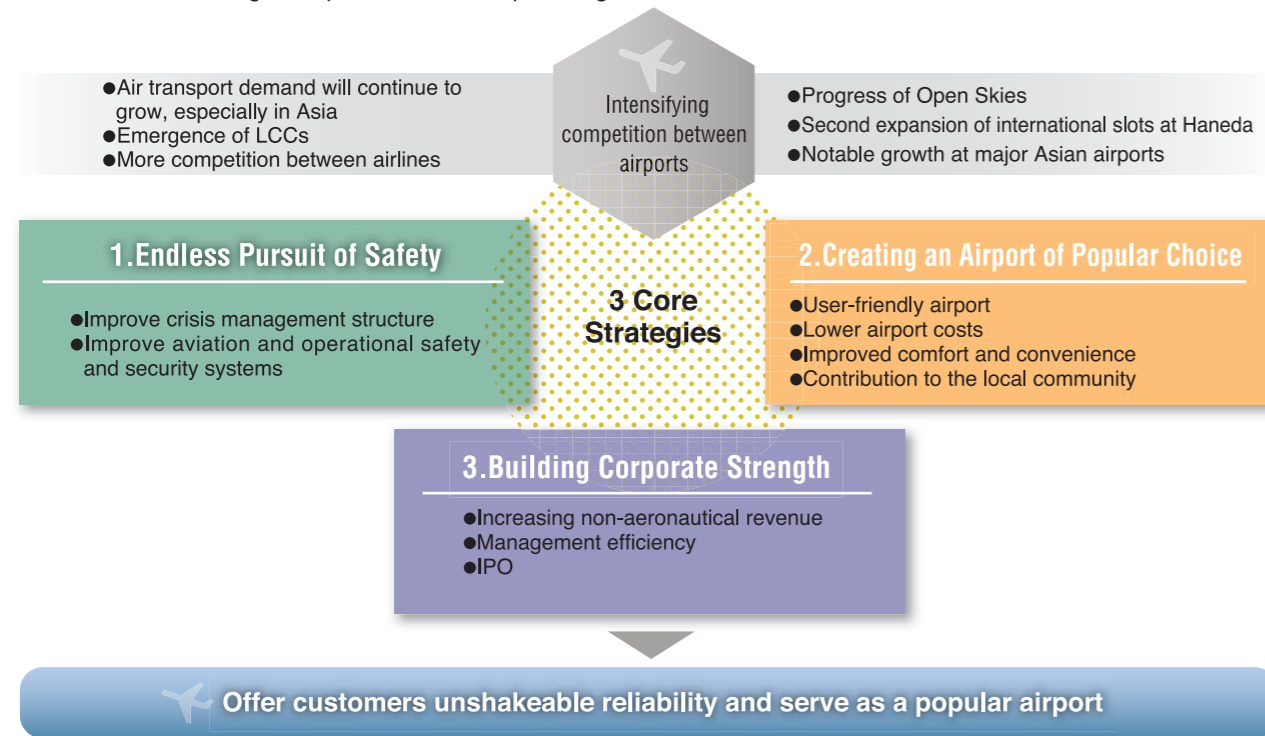 ●Air transport demand will continue to
grow, especially in Asia
●Emergence of LCCs
●More competition between airlines
Intensifying
competition between
airports
●Progress of Open Skies
●Second expansion of international slots at Haneda
●Notable growth at major Asian airports
1.Endless Pursuit of Safety
●Improve crisis management structure
●Improve aviation and operational safety
and security systems
3 Core
Strategies
2.Creating an Airport of Popular Choice
●User-friendly airport
●Lower airport costs
●Improved comfort and convenience
●Contribution to the local community
3.Building Corporate Strength
●Increasing non-aeronautical revenue
●Management efficiency
●IPO
Offer customers unshakeable reliability and serve as a popular airport